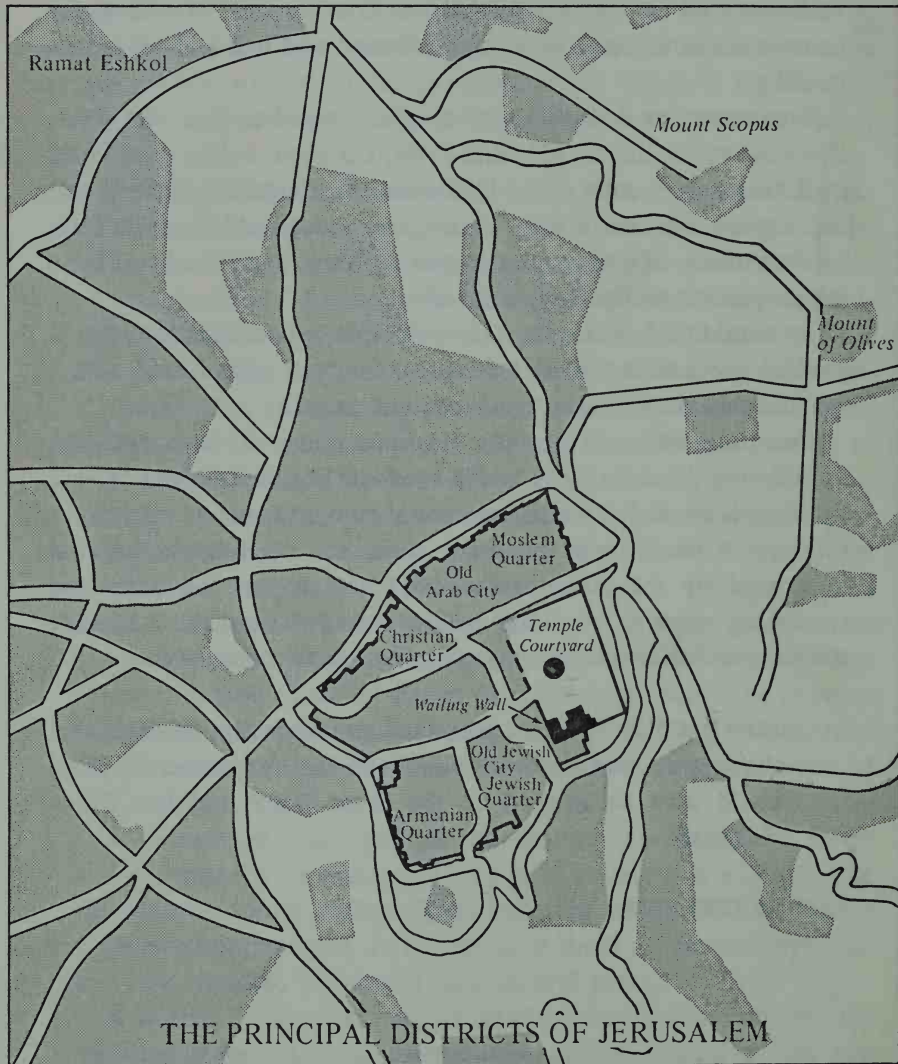 Ramat Eshkol
Mount Scopus
Mount
of Olives
Moslem
Quarter
Old
Arab City
Christian
Quarter
Temple
Courtyard
Wailing Wall
Old Jewish
City
Jewish
Quarter
Armenian
Quarter
THE PRINCIPAL DISTRICTS OF JERUSALEM